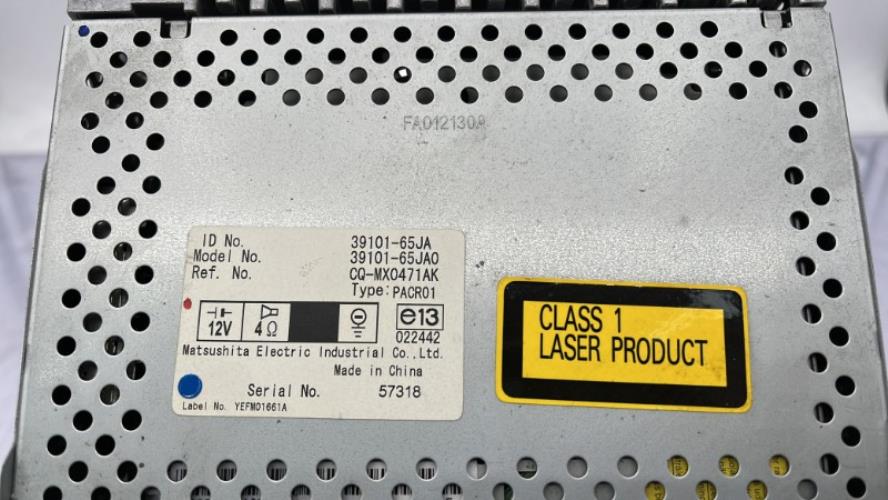 FA012130A
ID No. 39101-65JA
Model No. 39101-65JA0
Ref. No. CQ-MX0471AK
Type:PACR01
12V 4Ω e13
022442
Matsushita Electric Industrial Co.,Ltd.
Made in China
Serial No. 57318
Label No. YEFM01661A
CLASS 1
LASER PRODUCT